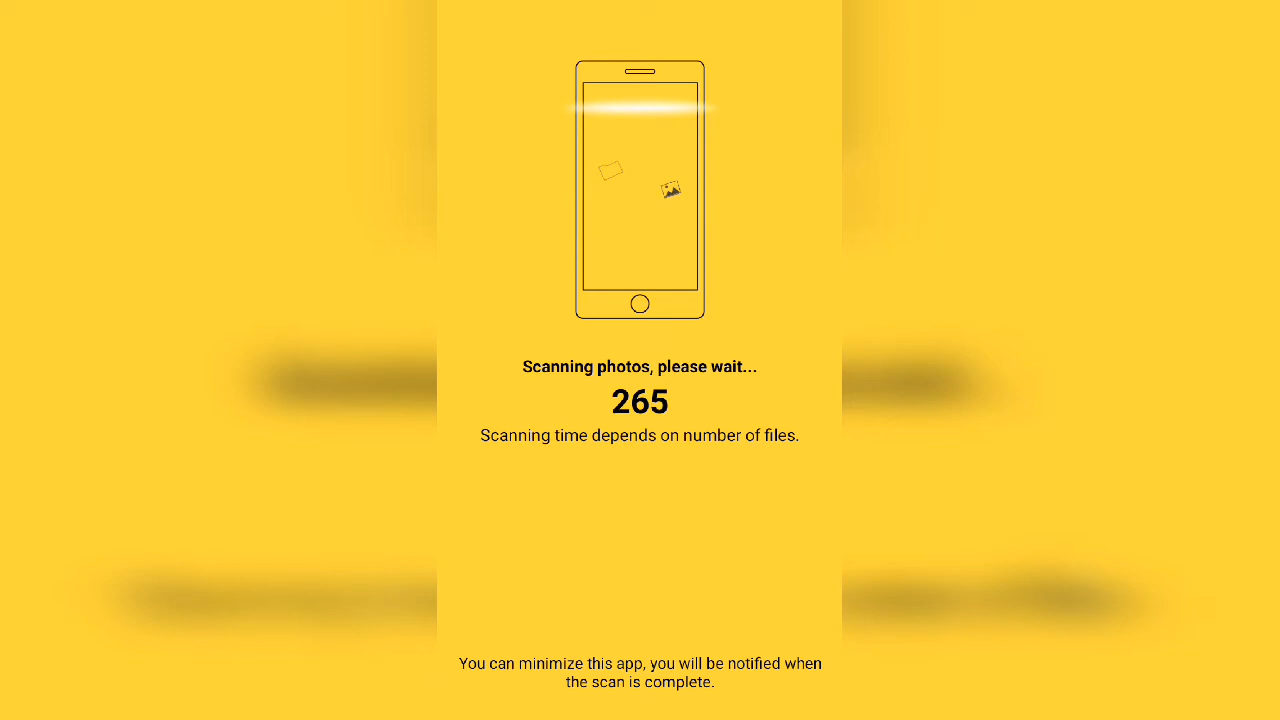 Scanning photos, please wait...
265
Scanning time depends on number of files.
You can minimize this app, you will be notified when
the scan is complete.